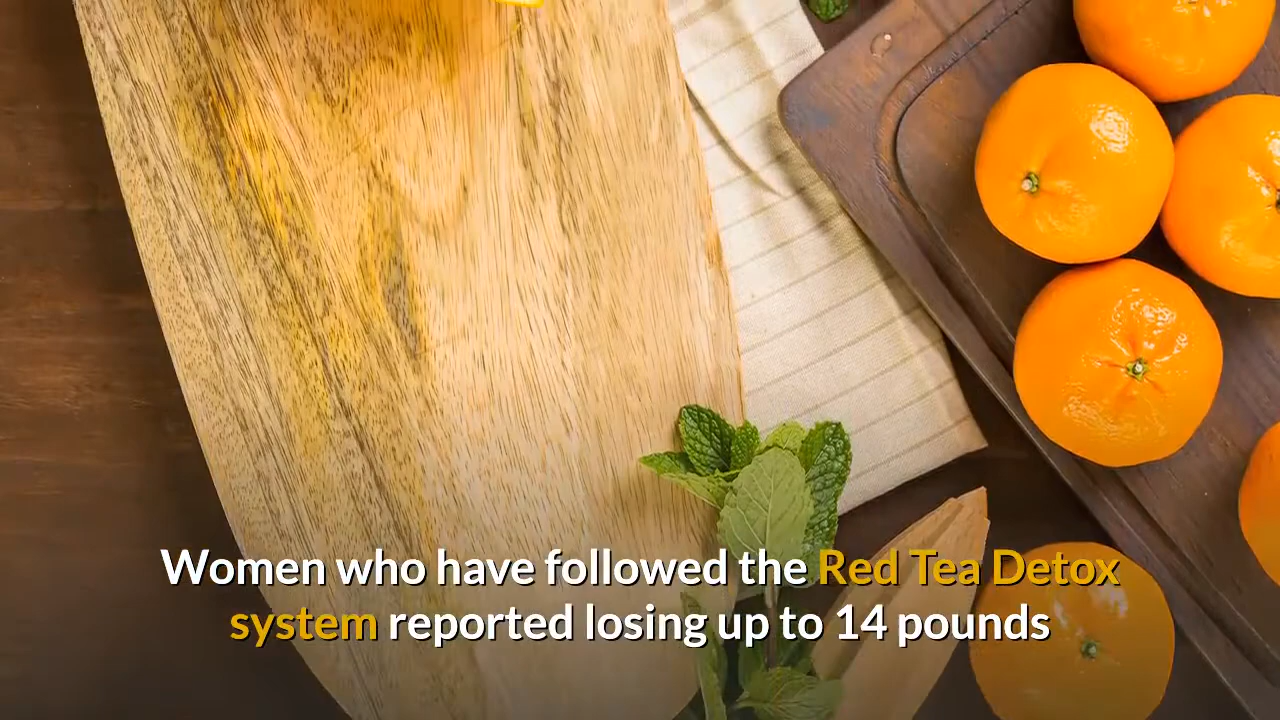 Women who have followed the Red Tea Detox
system reported losing up to 14 pounds